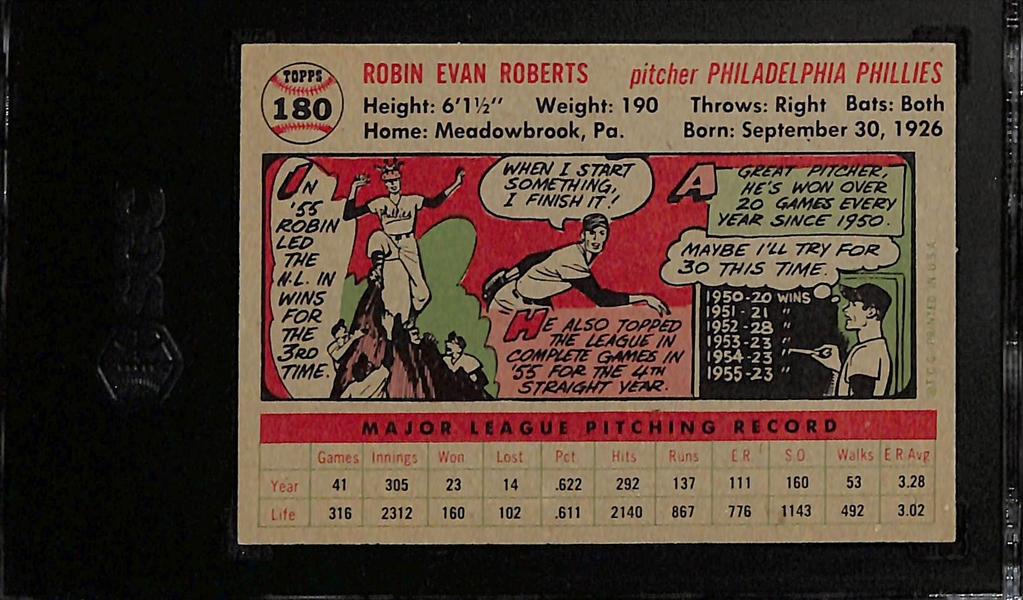 TOPPS
180
ROBIN EVAN ROBERTS pitcher PHILADELPHIA PHILLIES
Height: 6'1½" Weight: 190 Throws: Right Bats: Both
Home: Meadowbrook, Pa. Born: September 30, 1926
IN
'55
ROBIN
LED
THE
N.L. IN
WINS
FOR
THE
3RD
TIME.
Phillies
WHEN I START
SOMETHING,
I FINISH IT!
HE ALSO TOPPED
THE LEAGUE IN
COMPLETE GAMES IN
'55 FOR THE 4TH
STRAIGHT YEAR.
A GREAT PITCHER,
HE'S WON OVER
20 GAMES EVERY
YEAR SINCE 1950.
MAYBE I'LL TRY FOR
30 THIS TIME.
1950-20 WINS
1951-21 "
1952-28 "
1953-23 "
1954-23 "
1955-23 "
T.C.G. PRINTED IN U.S.A.
MAJOR LEAGUE PITCHING RECORD
Games Innings Won Lost Pct. Hits Runs E.R. S.O. Walks E.R.Avg.
Year 41 305 23 14 .622 292 137 111 160 53 3.28
Life 316 2312 160 102 .611 2140 867 776 1143 492 3.02
SGC